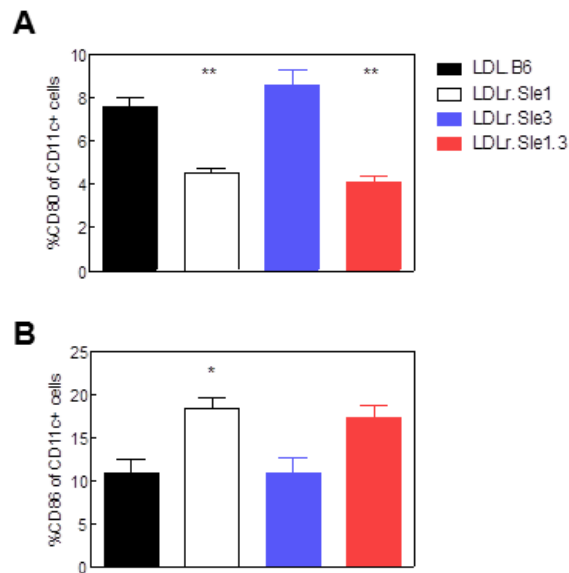 A
%CD80 of CD11c+ cells
10
8
6
4
2
0
**
**
LDL.B6
LDLr.Sle1
LDLr.Sle3
LDLr.Sle1.3
B
%CD86 of CD11c+ cells
25
20
15
10
5
0
*